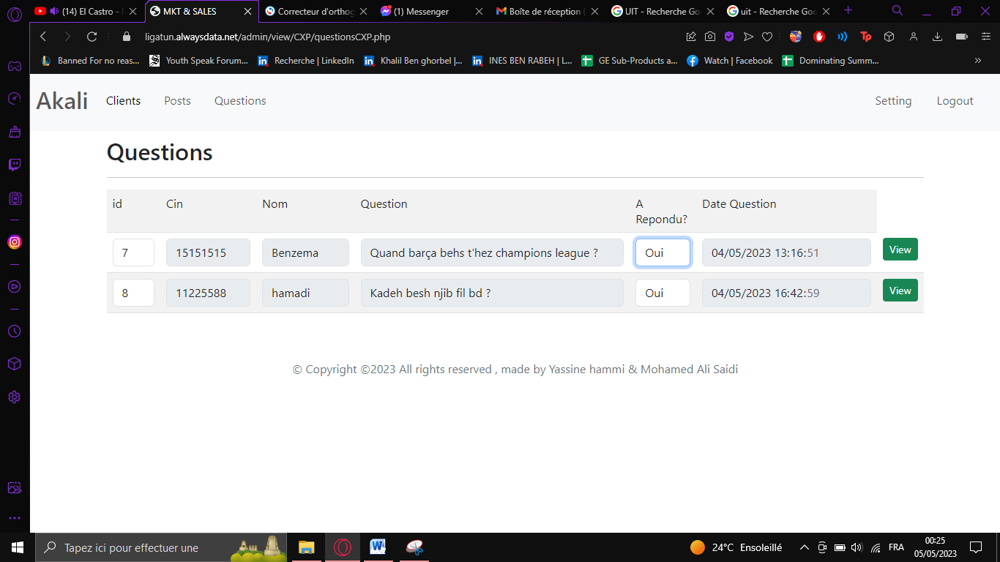 (14) El Castro - 
MKT & SALES
Correcteur d'orthog
(1) Messenger
Boîte de réception (
UIT - Recherche Goo
uit - Recherche Goo
ligatun.alwaysdata.net/admin/view/CXP/questionsCXP.php
Banned For no reas...
Youth Speak Forum...
Recherche | LinkedIn
Khalil Ben ghorbel |...
INES BEN RABEH | L...
GE Sub-Products a...
Watch | Facebook
Dominating Summ...
Akali Clients Posts Questions Setting Logout
Questions
id Cin Nom Question A Repondu? Date Question
7 15151515 Benzema Quand barça behs t'hez champions league ? Oui 04/05/2023 13:16:51 View
8 11225588 hamadi Kadeh besh njib fil bd ? Oui 04/05/2023 16:42:59 View
© Copyright ©2023 All rights reserved , made by Yassine hammi & Mohamed Ali Saidi
Tapez ici pour effectuer une
24°C Ensoleillé
FRA
00:25
05/05/2023